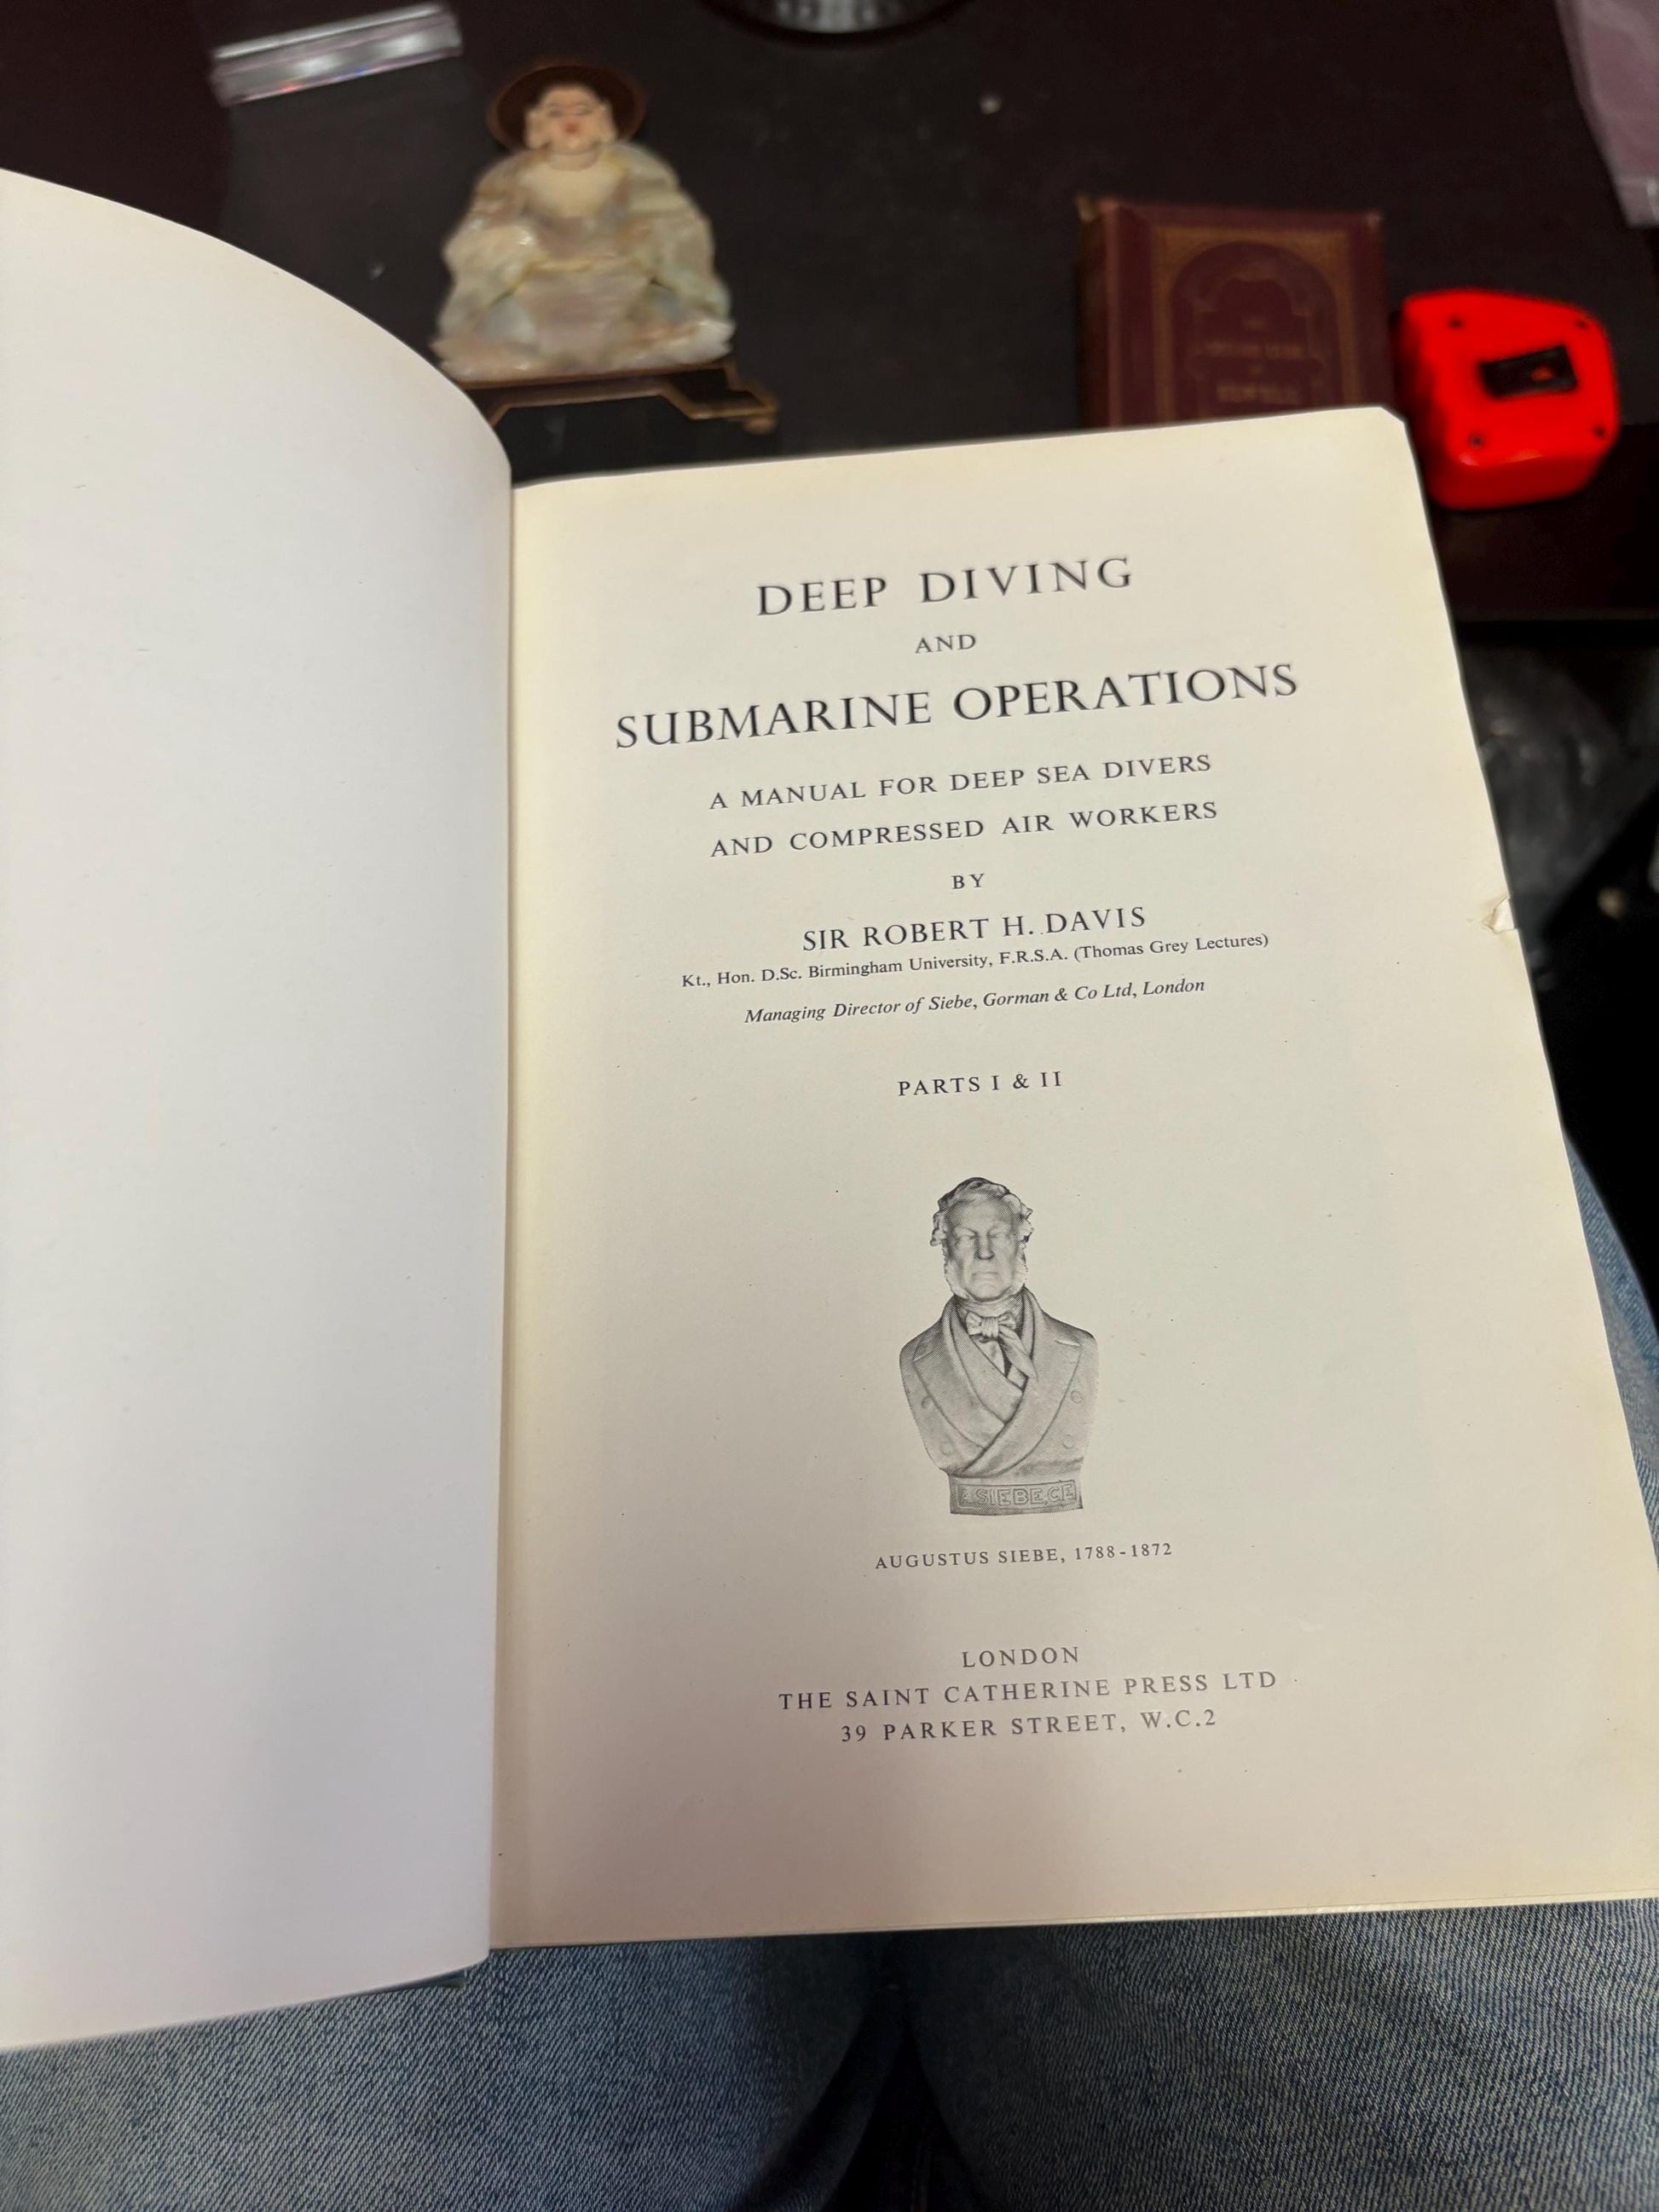 DEEP DIVING
AND
SUBMARINE OPERATIONS
A MANUAL FOR DEEP SEA DIVERS
AND COMPRESSED AIR WORKERS
BY
SIR ROBERT H. DAVIS
Kt., Hon. D.Sc. Birmingham University, F.R.S.A. (Thomas Grey Lectures)
Managing Director of Siebe, Gorman & Co Ltd, London
PARTS I & II
A SIEBE, CE
AUGUSTUS SIEBE, 1788-1872
LONDON
THE SAINT CATHERINE PRESS LTD
39 PARKER STREET, W.C.2